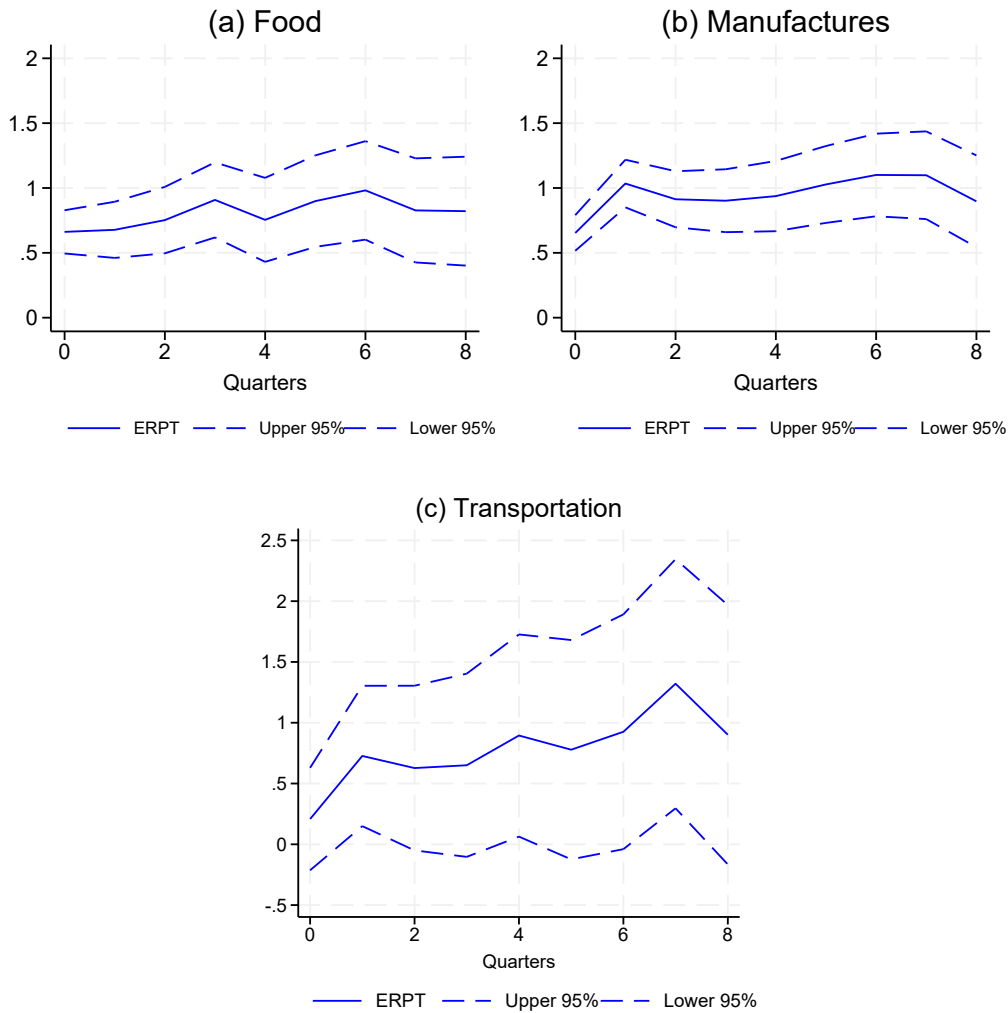 (a) Food
2
1.5
1
.5
0
0 2 4 6 8
Quarters
ERPT Upper 95% Lower 95%
(b) Manufactures
2
1.5
1
.5
0
0 2 4 6 8
Quarters
ERPT Upper 95% Lower 95%
(c) Transportation
2.5
2
1.5
1
.5
0
-.5
0 2 4 6 8
Quarters
ERPT Upper 95% Lower 95%